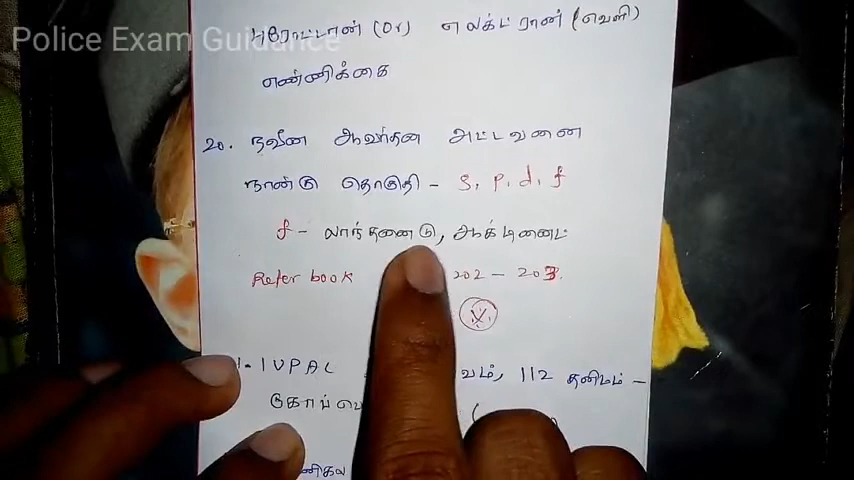 Police Exam Guidance
புரோட்டான் (or) எலக்ட்ரான் (வெளி)
எண்ணிக்கை
20. நவீன ஆவர்தன அட்டவணை
நான்கு தொகுதி - s, p, d, f
f - லாந்தனைடு, ஆக்டினைட்
Refer book 202 - 203.
V
1. IUPAC 112 தனிமம் -